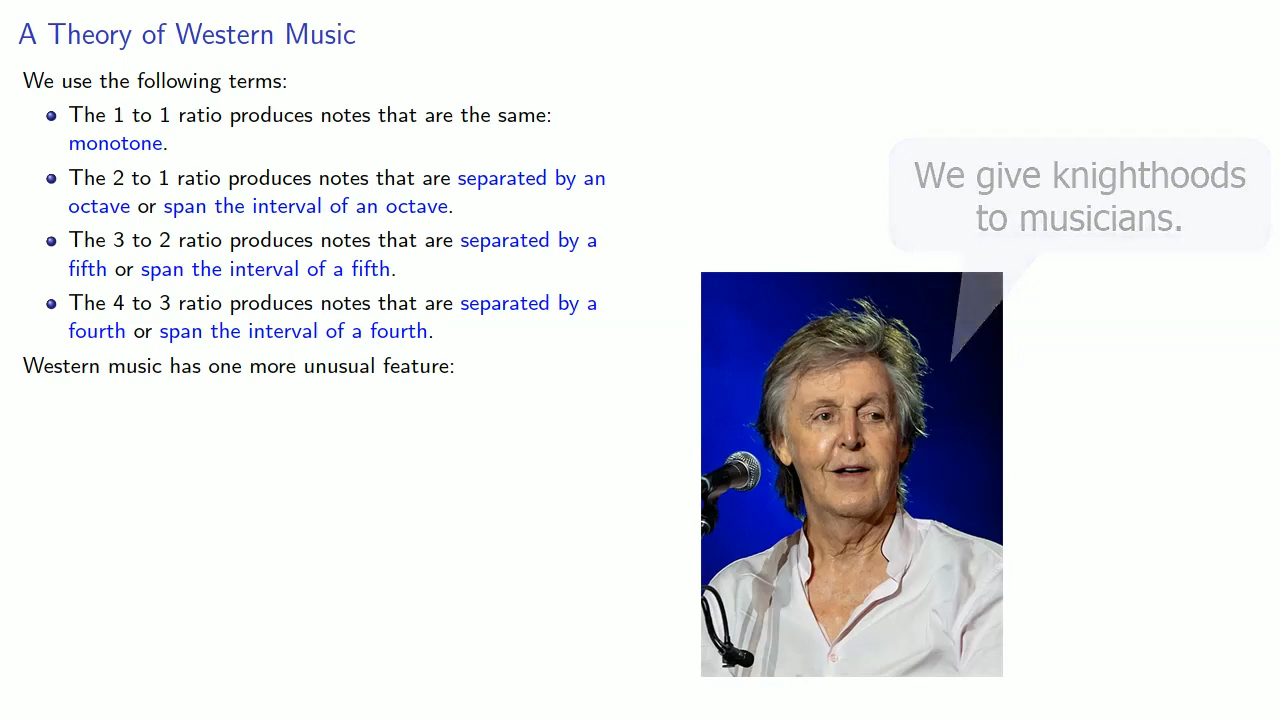 A Theory of Western Music
We use the following terms:
The 1 to 1 ratio produces notes that are the same:
monotone.
The 2 to 1 ratio produces notes that are separated by an
octave or span the interval of an octave.
The 3 to 2 ratio produces notes that are separated by a
fifth or span the interval of a fifth.
The 4 to 3 ratio produces notes that are separated by a
fourth or span the interval of a fourth.
Western music has one more unusual feature:
We give knighthoods
to musicians.